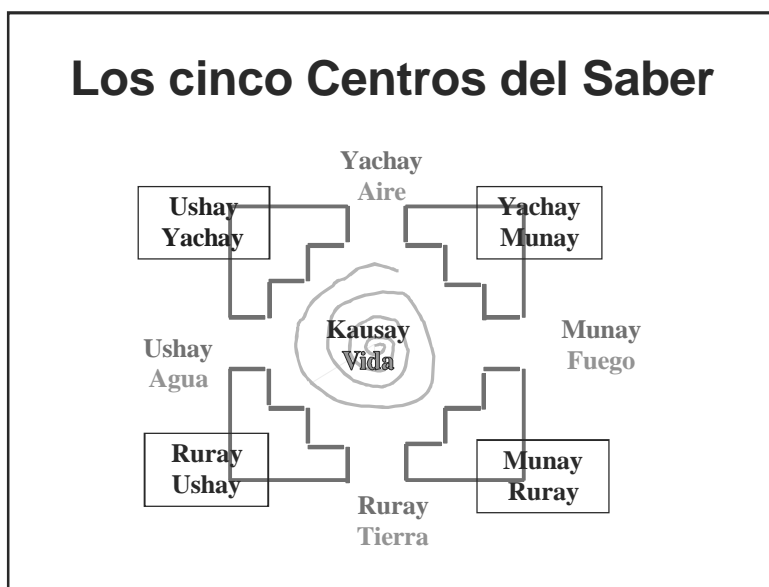 Los cinco Centros del Saber
Yachay
Aire
Ushay
Yachay
Yachay
Munay
Kausay
Vida
Ushay
Agua
Munay
Fuego
Ruray
Ushay
Munay
Ruray
Ruray
Tierra